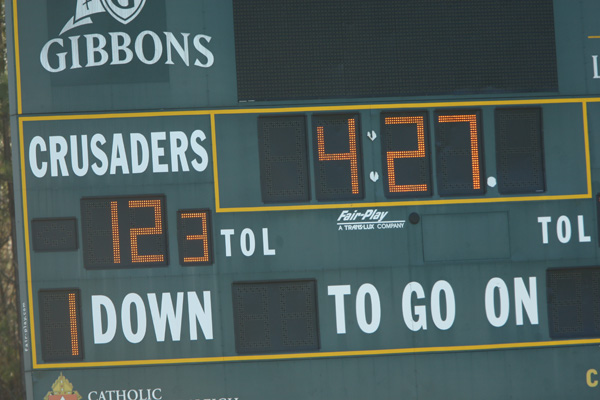 GIBBONS
CRUSADERS 4:27.
12 3 TOL
Fair-Play
A TRANS-LUX COMPANY
TOL
1 DOWN TO GO ON
CATHOLIC